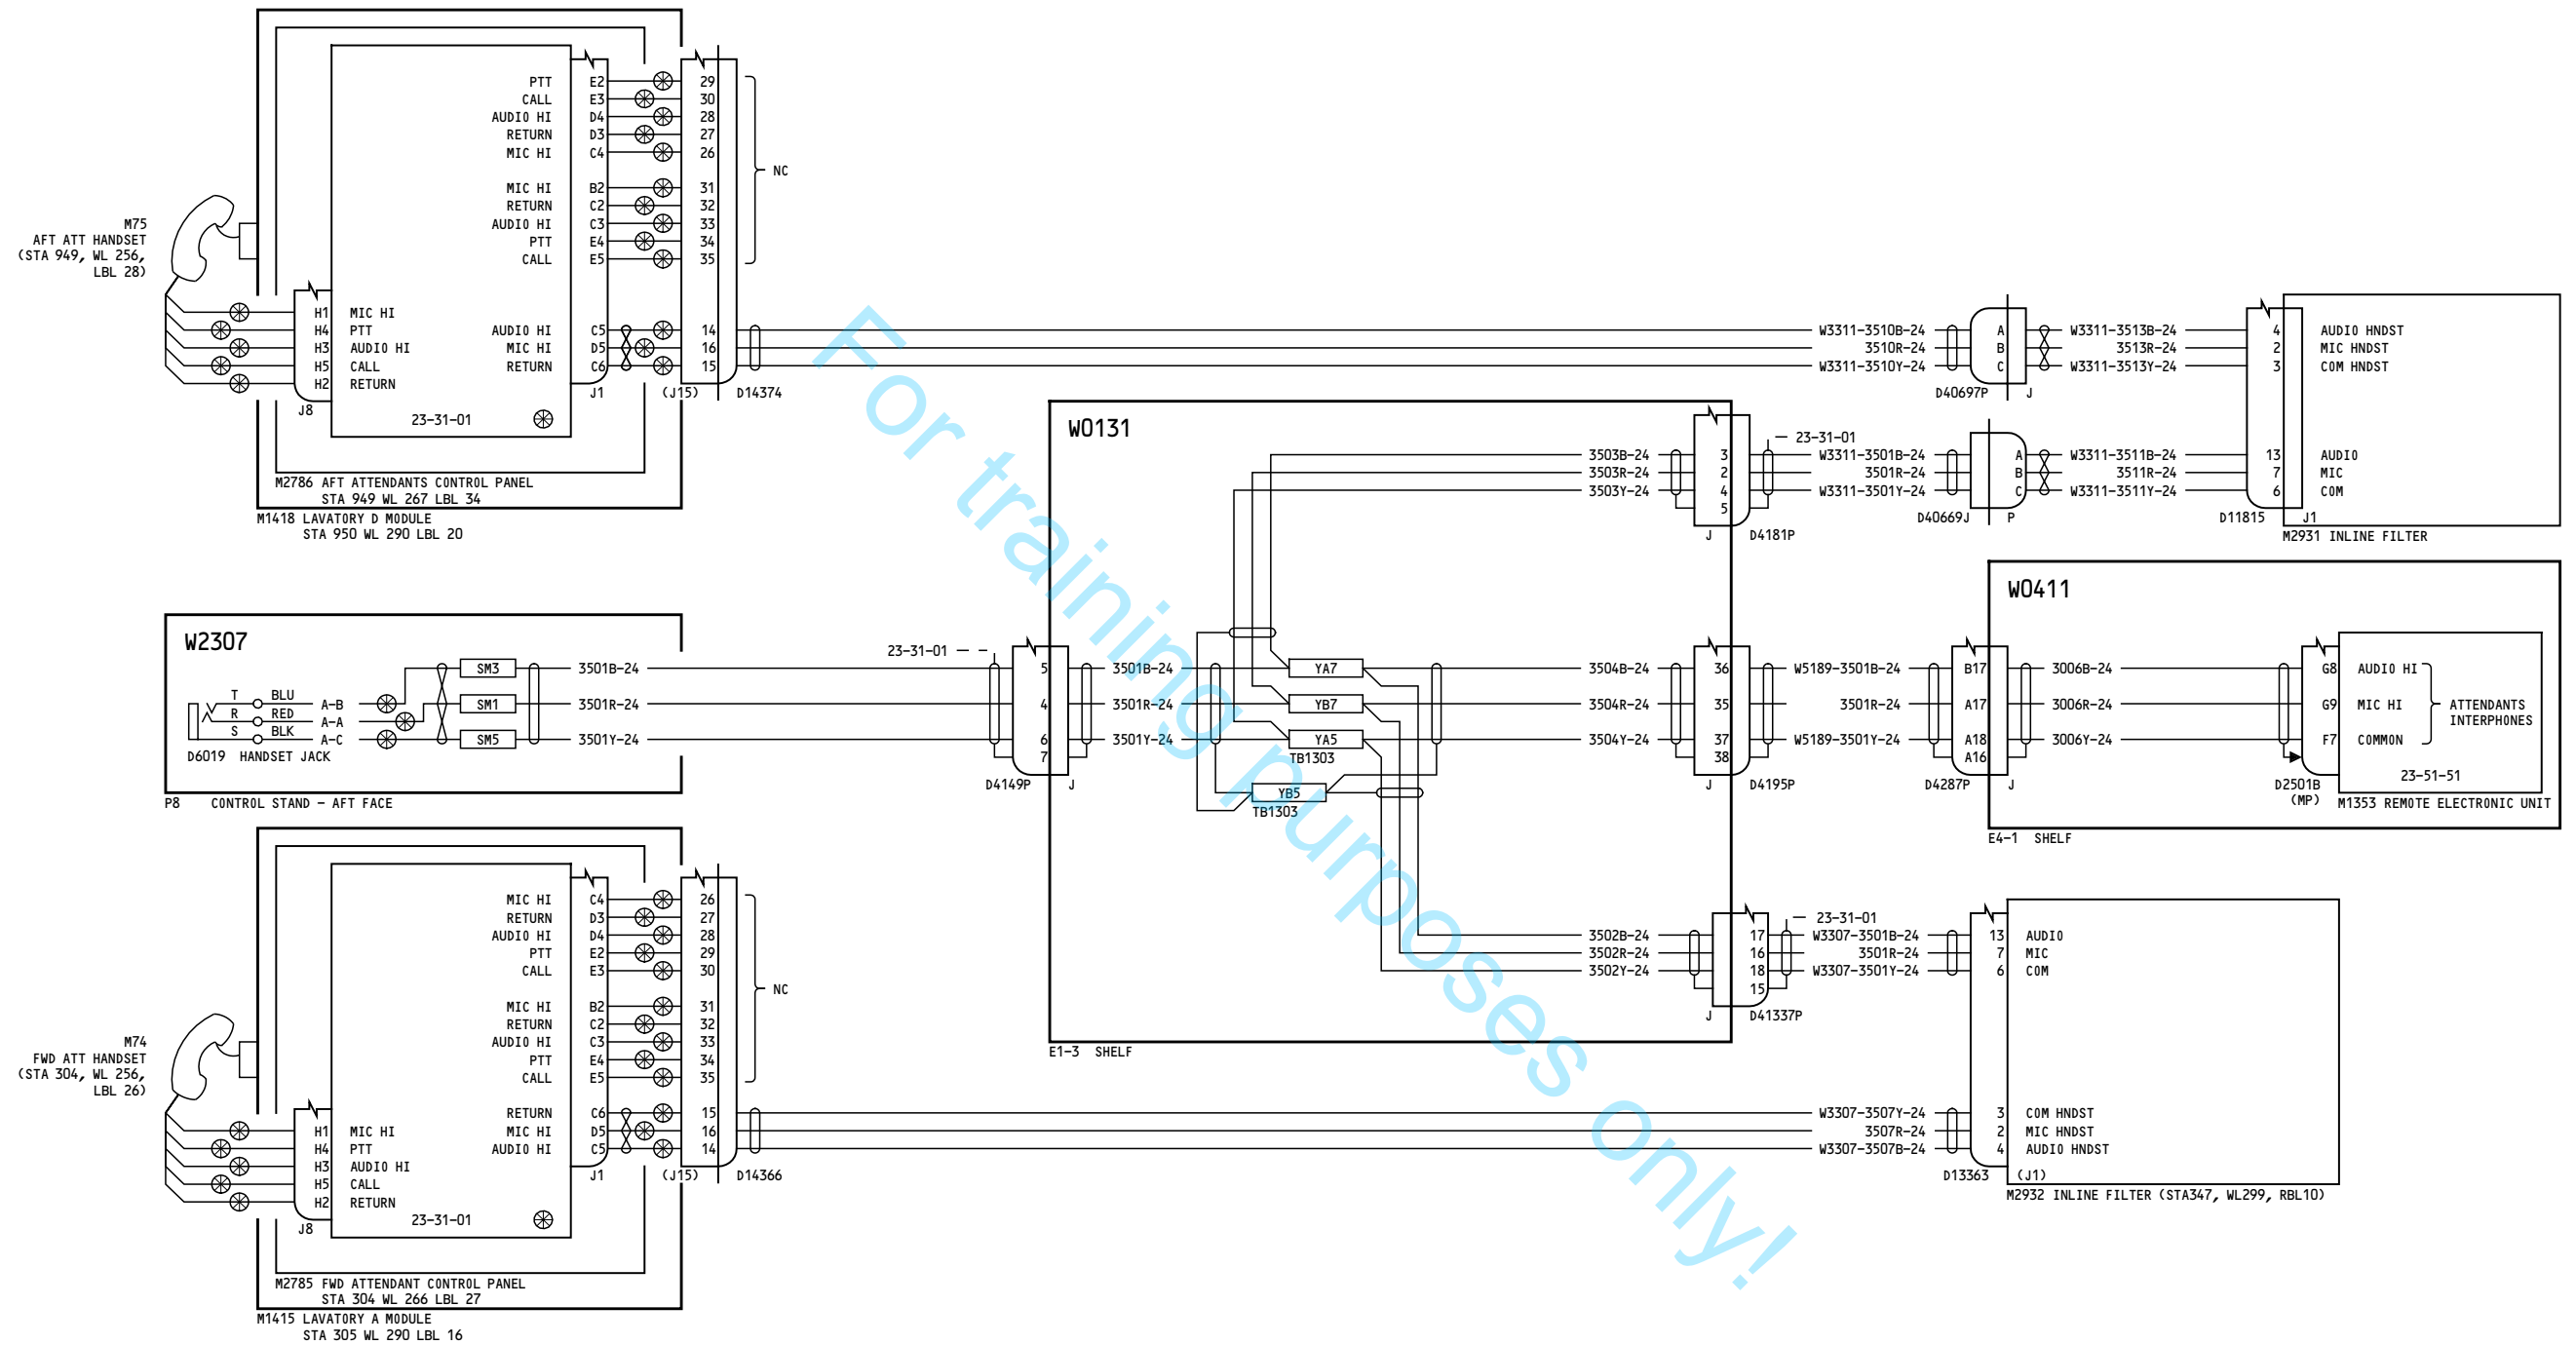 PTT E2 29
CALL E3 30
AUDIO HI D4 28
RETURN D3 27
MIC HI C4 26
NC
MIC HI B2 31
RETURN C2 32
AUDIO HI C3 33
PTT E4 34
CALL E5 35
M75
AFT ATT HANDSET
(STA 949, WL 256,
LBL 28)
H1 MIC HI
H4 PTT
H3 AUDIO HI
H5 CALL
H2 RETURN
J8
AUDIO HI C5 14
MIC HI D5 16
RETURN C6 15
J1 (J15) D14374
23-31-01
M2786 AFT ATTENDANTS CONTROL PANEL
STA 949 WL 267 LBL 34
M1418 LAVATORY D MODULE
STA 950 WL 290 LBL 20
W3311-3510B-24 A W3311-3513B-24 4 AUDIO HNDST
3510R-24 B 3513R-24 2 MIC HNDST
W3311-3510Y-24 C W3311-3513Y-24 3 COM HNDST
D40697P J
W0131
23-31-01
3503B-24 3 W3311-3501B-24 A W3311-3511B-24 13 AUDIO
3503R-24 2 3501R-24 B 3511R-24 7 MIC
3503Y-24 4 W3311-3501Y-24 C W3311-3511Y-24 6 COM
5
J D4181P
D40669J P
D11815 J1
M2931 INLINE FILTER
W2307
T BLU A-B
R RED A-A
S BLK A-C
D6019 HANDSET JACK
SM3 3501B-24
SM1 3501R-24
SM5 3501Y-24
P8 CONTROL STAND - AFT FACE
23-31-01
5 3501B-24 YA7 3504B-24 36 W5189-3501B-24 B17 3006B-24 G8 AUDIO HI
4 3501R-24 YB7 3504R-24 35 3501R-24 A17 3006R-24 G9 MIC HI
6 3501Y-24 YA5 3504Y-24 37 W5189-3501Y-24 A18 3006Y-24 F7 COMMON
7 TB1303 38 A16
D4149P J
YB5
TB1303
J D4195P
D4287P J
W0411
ATTENDANTS
INTERPHONES
23-51-51
D2501B
(MP)
M1353 REMOTE ELECTRONIC UNIT
E4-1 SHELF
23-31-01
3502B-24 17 W3307-3501B-24 13 AUDIO
3502R-24 16 3501R-24 7 MIC
3502Y-24 18 W3307-3501Y-24 6 COM
15
J D41337P
E1-3 SHELF
MIC HI C4 26
RETURN D3 27
AUDIO HI D4 28
PTT E2 29
CALL E3 30
NC
MIC HI B2 31
RETURN C2 32
AUDIO HI C3 33
PTT E4 34
CALL E5 35
M74
FWD ATT HANDSET
(STA 304, WL 256,
LBL 26)
H1 MIC HI
H4 PTT
H3 AUDIO HI
H5 CALL
H2 RETURN
J8
RETURN C6 15
MIC HI D5 16
AUDIO HI C5 14
J1 (J15) D14366
23-31-01
M2785 FWD ATTENDANT CONTROL PANEL
STA 304 WL 266 LBL 27
M1415 LAVATORY A MODULE
STA 305 WL 290 LBL 16
W3307-3507Y-24 3 COM HNDST
3507R-24 2 MIC HNDST
W3307-3507B-24 4 AUDIO HNDST
D13363 (J1)
M2932 INLINE FILTER (STA347, WL299, RBL10)
For training purposes only!